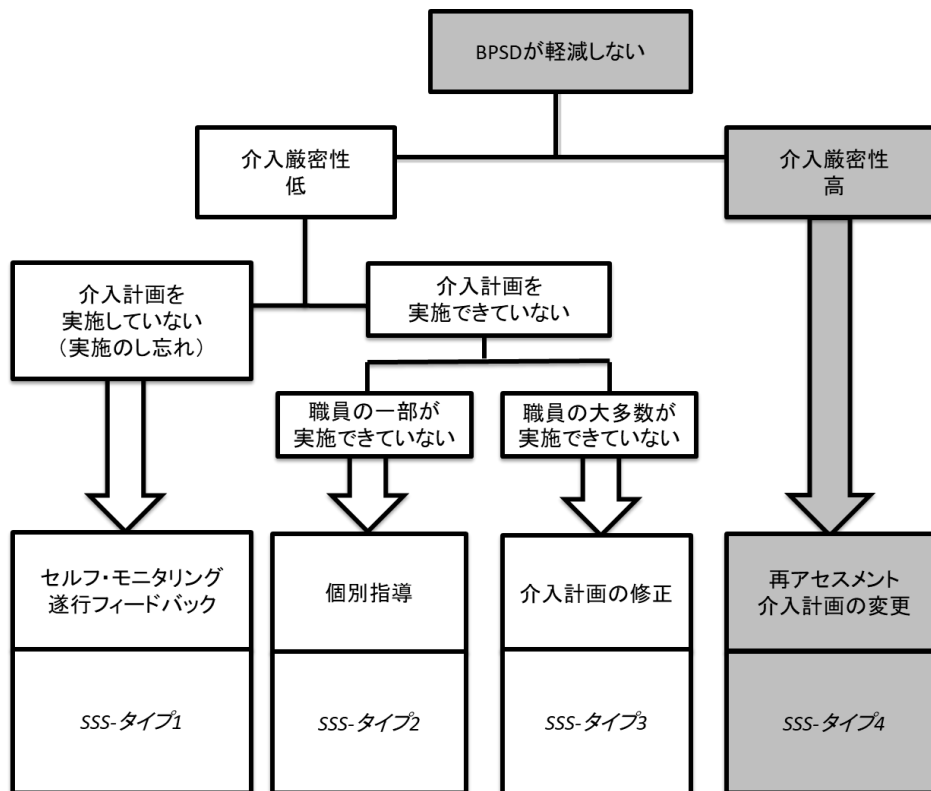 BPSDが軽減しない
介入厳密性
低
介入厳密性
高
介入計画を
実施していない
（実施のし忘れ）
介入計画を
実施できていない
職員の一部が
実施できていない
職員の大多数が
実施できていない
セルフ・モニタリング
遂行フィードバック
個別指導
介入計画の修正
再アセスメント
介入計画の変更
SSS-タイプ1
SSS-タイプ2
SSS-タイプ3
SSS-タイプ4